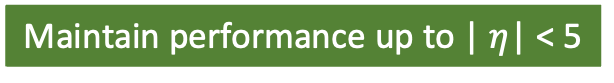 Maintain performance up to | η | < 5